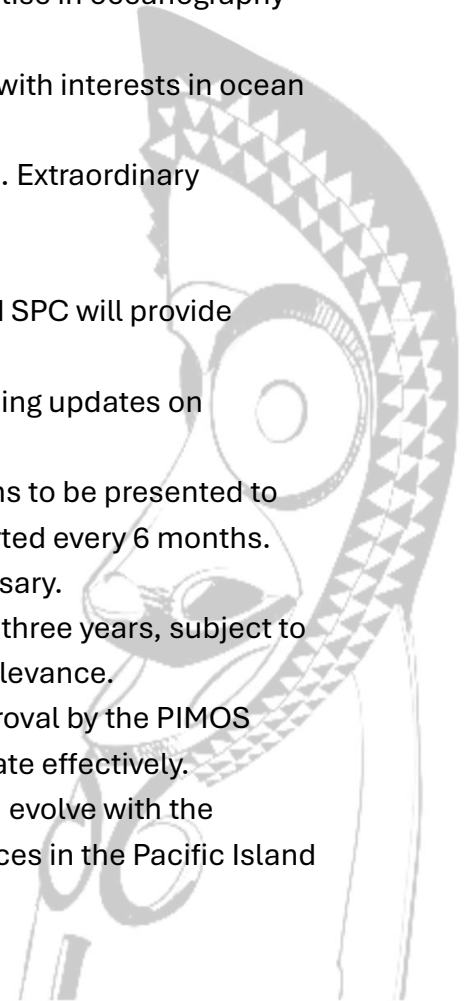 tise in oceanography
with interests in ocean
. Extraordinary
SPC will provide
ing updates on
ns to be presented to
rted every 6 months.
sary.
three years, subject to
levance.
roval by the PIMOS
ate effectively.
evolve with the
ces in the Pacific Island